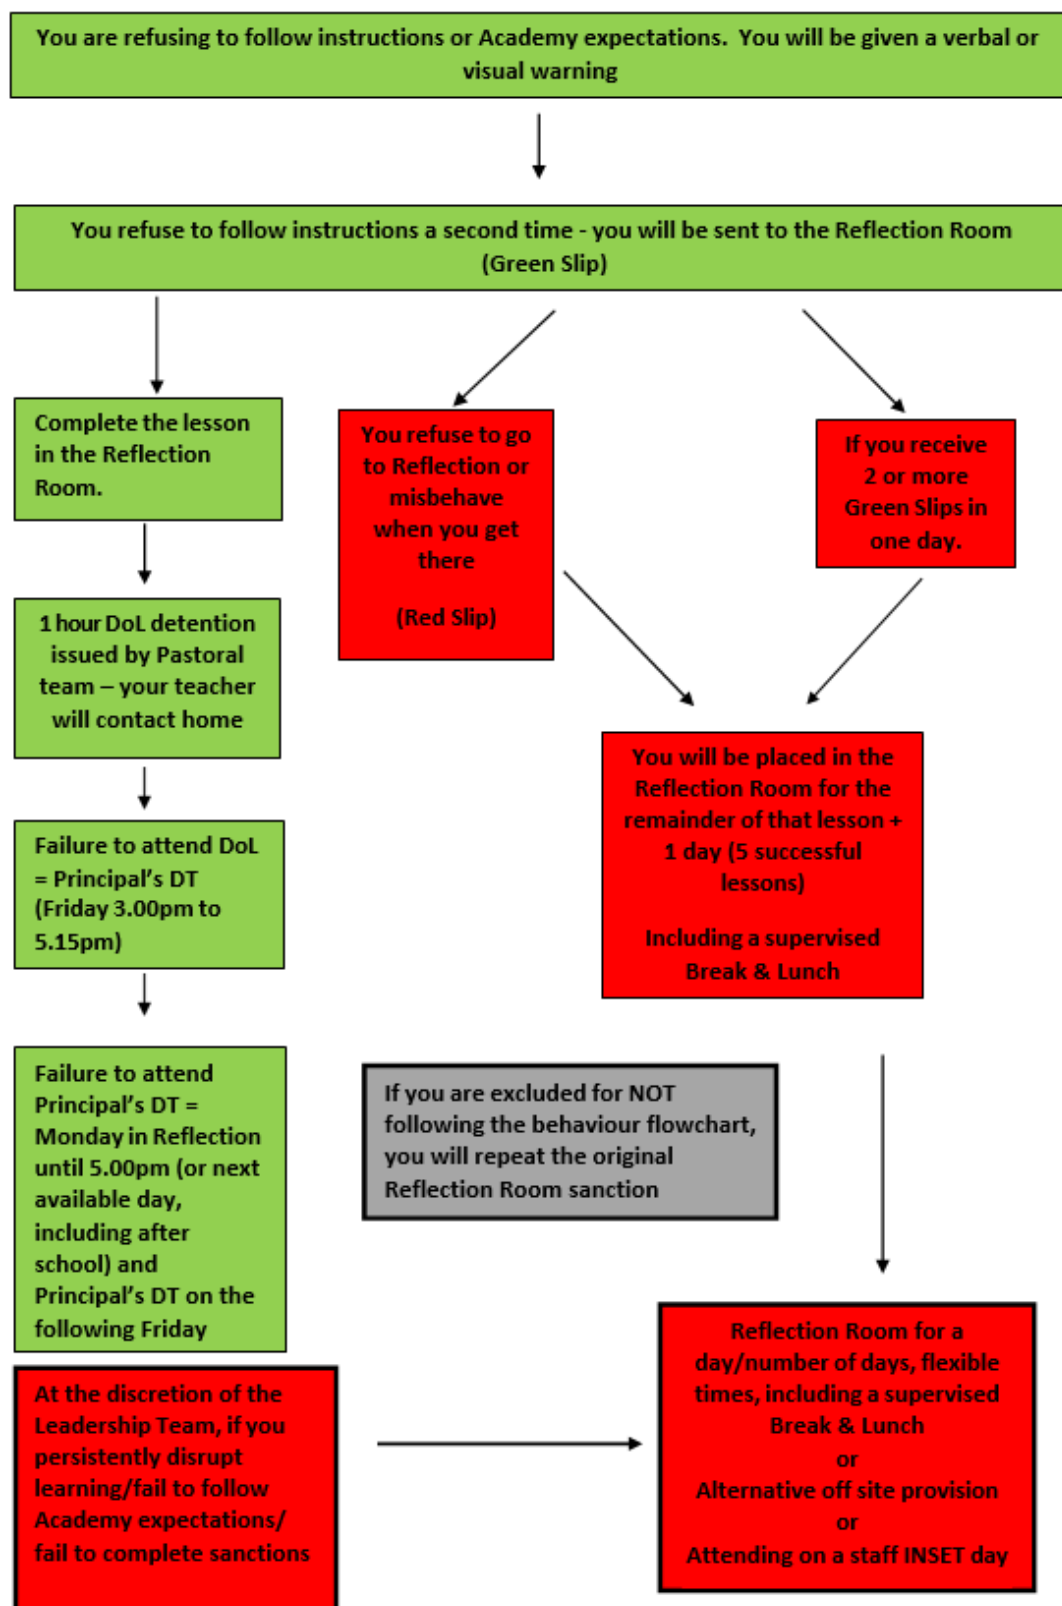 You are refusing to follow instructions or Academy expectations.  You will be given a verbal or
visual warning
You refuse to follow instructions a second time - you will be sent to the Reflection Room
(Green Slip)
Complete the lesson
in the Reflection
Room.
You refuse to go
to Reflection or
misbehave
when you get
there
(Red Slip)
If you receive
2 or more
Green Slips in
one day.
1 hour DoL detention
issued by Pastoral
team – your teacher
will contact home
You will be placed in the
Reflection Room for the
remainder of that lesson +
1 day (5 successful
lessons)
Including a supervised
Break & Lunch
Failure to attend DoL
= Principal's DT
(Friday 3.00pm to
5.15pm)
Failure to attend
Principal's DT =
Monday in Reflection
until 5.00pm (or next
available day,
including after
school) and
Principal's DT on the
following Friday
If you are excluded for NOT
following the behaviour flowchart,
you will repeat the original
Reflection Room sanction
At the discretion of the
Leadership Team, if you
persistently disrupt
learning/fail to follow
Academy expectations/
fail to complete sanctions
Reflection Room for a
day/number of days, flexible
times, including a supervised
Break & Lunch
or
Alternative off site provision
or
Attending on a staff INSET day